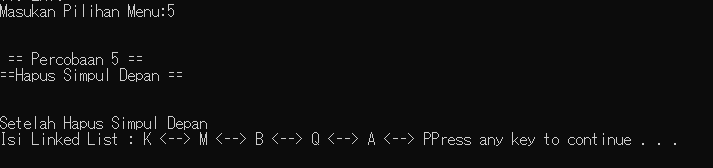 Masukan Pilihan Menu:5
== Percobaan 5 ==
==Hapus Simpul Depan ==
Setelah Hapus Simpul Depan
Isi Linked List : K <--> M <--> B <--> Q <--> A <--> PPress any key to continue . . .